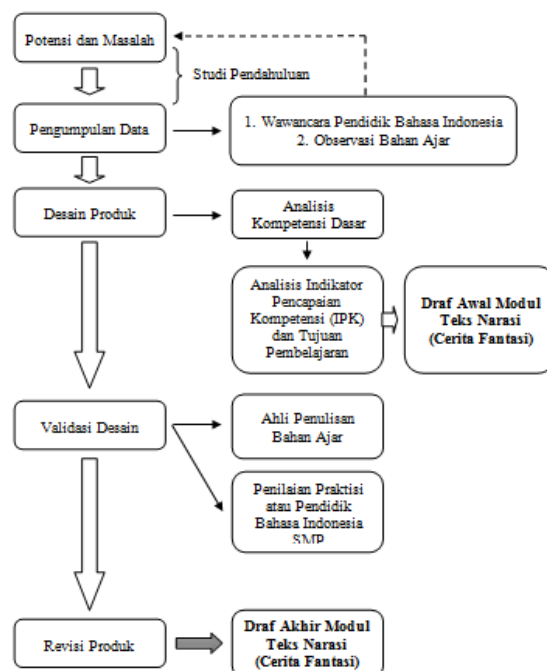 Potensi dan Masalah
Studi Pendahuluan
Pengumpulan Data
1. Wawancara Pendidik Bahasa Indonesia
2. Observasi Bahan Ajar
Desain Produk
Analisis
Kompetensi Dasar
Analisis Indikator
Pencapaian
Kompetensi (IPK)
dan Tujuan
Pembelajaran
Draf Awal Modul
Teks Narasi
(Cerita Fantasi)
Validasi Desain
Ahli Penulisan
Bahan Ajar
Penilaian Praktisi
atau Pendidik
Bahasa Indonesia
SMP
Revisi Produk
Draf Akhir Modul
Teks Narasi
(Cerita Fantasi)